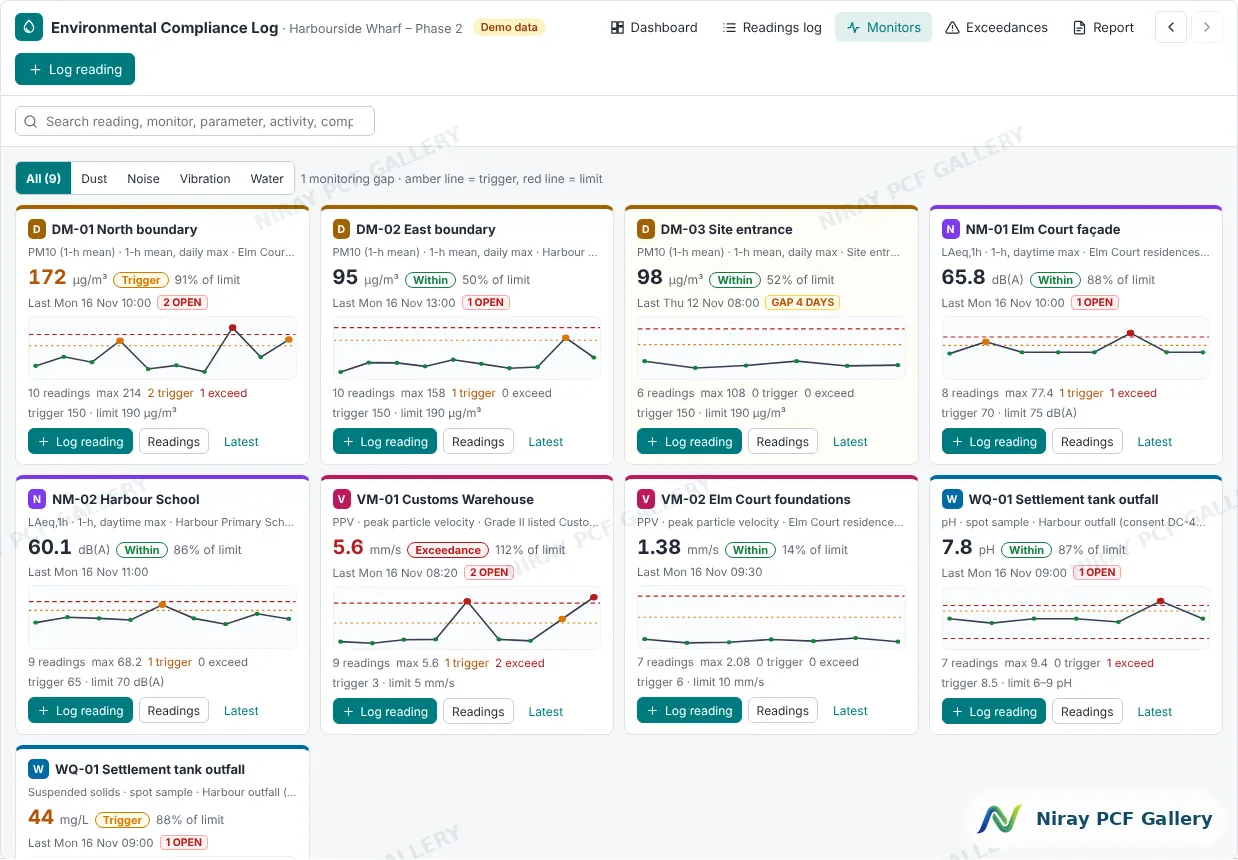 Environmental Compliance Log · Harbourside Wharf – Phase 2 Demo data
Dashboard Readings log Monitors Exceedances Report
+ Log reading
Search reading, monitor, parameter, activity, comp
All (9) Dust Noise Vibration Water 1 monitoring gap · amber line = trigger, red line = limit
D DM-01 North boundary
PM10 (1-h mean) · 1-h mean, daily max · Elm Cour...
172 µg/m³ Trigger 91% of limit
Last Mon 16 Nov 10:00 2 OPEN
10 readings max 214 2 trigger 1 exceed
trigger 150 · limit 190 µg/m³
+ Log reading Readings Latest
D DM-02 East boundary
PM10 (1-h mean) · 1-h mean, daily max · Harbour ...
95 µg/m³ Within 50% of limit
Last Mon 16 Nov 13:00 1 OPEN
10 readings max 158 1 trigger 0 exceed
trigger 150 · limit 190 µg/m³
+ Log reading Readings Latest
D DM-03 Site entrance
PM10 (1-h mean) · 1-h mean, daily max · Site entr...
98 µg/m³ Within 52% of limit
Last Thu 12 Nov 08:00 GAP 4 DAYS
6 readings max 108 0 trigger 0 exceed
trigger 150 · limit 190 µg/m³
+ Log reading Readings Latest
N NM-01 Elm Court façade
LAeq,1h · 1-h, daytime max · Elm Court residences...
65.8 dB(A) Within 88% of limit
Last Mon 16 Nov 10:00 1 OPEN
8 readings max 77.4 1 trigger 1 exceed
trigger 70 · limit 75 dB(A)
+ Log reading Readings Latest
N NM-02 Harbour School
LAeq,1h · 1-h, daytime max · Harbour Primary Sch...
60.1 dB(A) Within 86% of limit
Last Mon 16 Nov 11:00
9 readings max 68.2 1 trigger 0 exceed
trigger 65 · limit 70 dB(A)
+ Log reading Readings Latest
V VM-01 Customs Warehouse
PPV · peak particle velocity · Grade II listed Custo...
5.6 mm/s Exceedance 112% of limit
Last Mon 16 Nov 08:20 2 OPEN
9 readings max 5.6 1 trigger 2 exceed
trigger 3 · limit 5 mm/s
+ Log reading Readings Latest
V VM-02 Elm Court foundations
PPV · peak particle velocity · Elm Court residence...
1.38 mm/s Within 14% of limit
Last Mon 16 Nov 09:30
7 readings max 2.08 0 trigger 0 exceed
trigger 6 · limit 10 mm/s
+ Log reading Readings Latest
W WQ-01 Settlement tank outfall
pH · spot sample · Harbour outfall (consent DC-4...
7.8 pH Within 87% of limit
Last Mon 16 Nov 09:00 1 OPEN
7 readings max 9.4 0 trigger 1 exceed
trigger 8.5 · limit 6–9 pH
+ Log reading Readings Latest
W WQ-01 Settlement tank outfall
Suspended solids · spot sample · Harbour outfall (...
44 mg/L Trigger 88% of limit
Last Mon 16 Nov 09:00 1 OPEN
Niray PCF Gallery
NIRAY PCF GALLERY
NIRAY PCF GALLERY